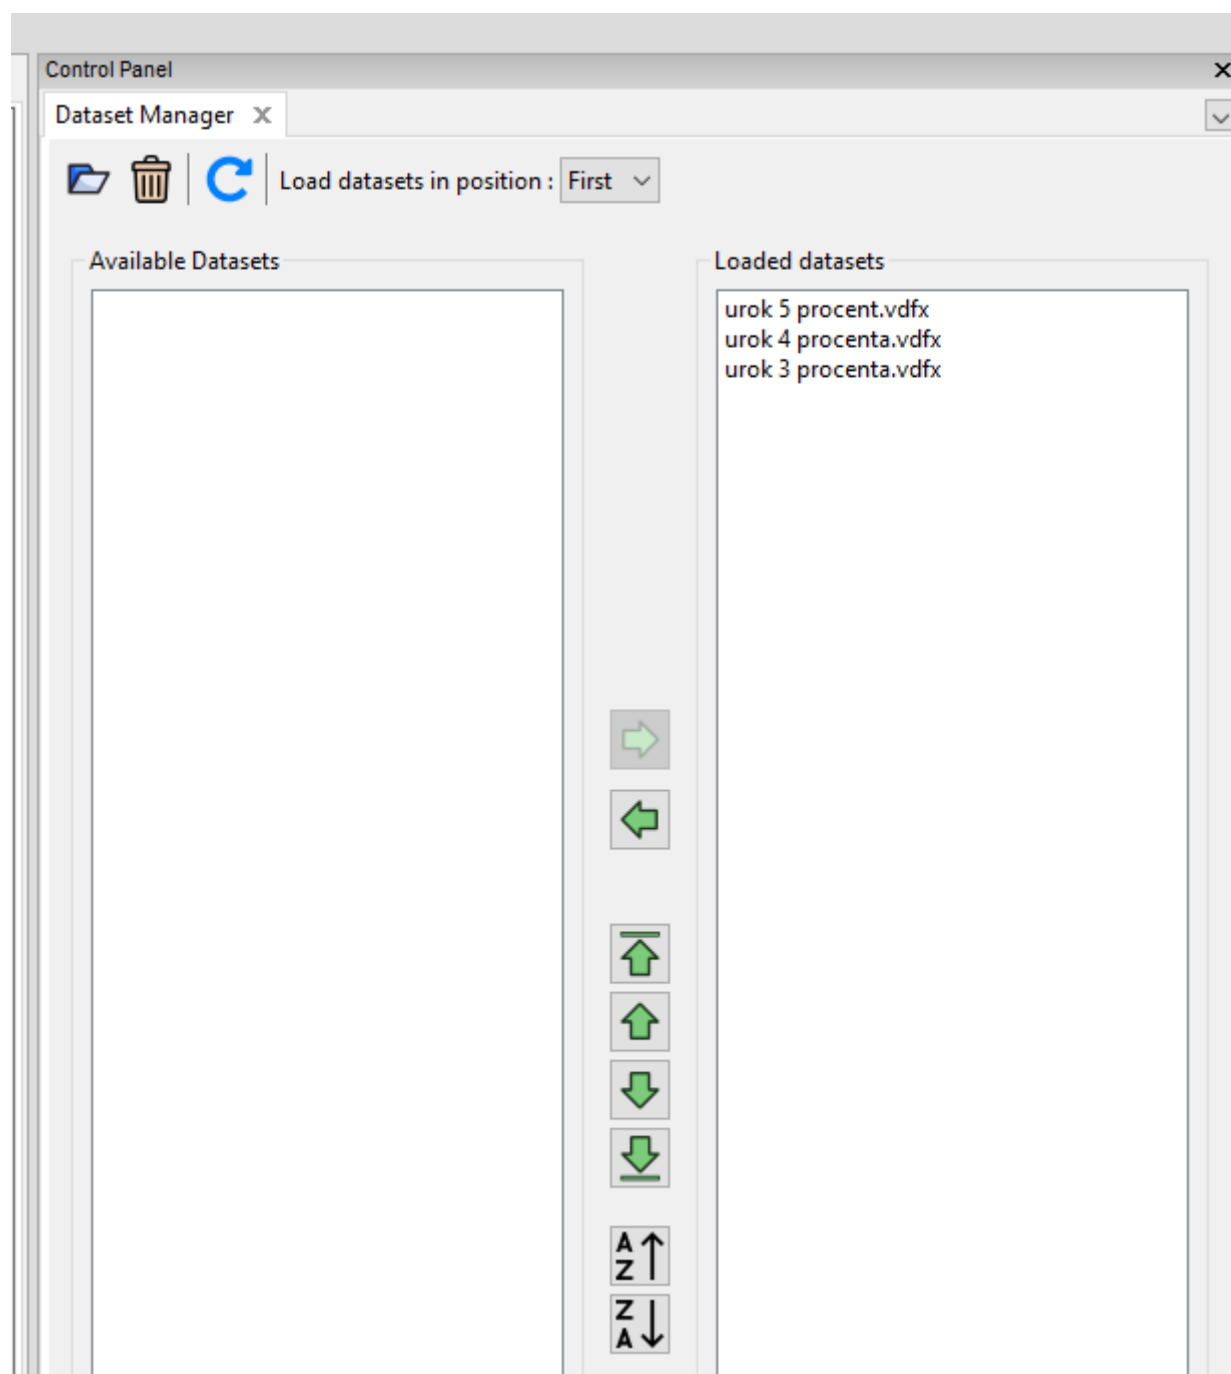 Control Panel
Dataset Manager
Load datasets in position : First
Available Datasets
Loaded datasets
urok 5 procent.vdfx
urok 4 procenta.vdfx
urok 3 procenta.vdfx
A
Z
Z
A